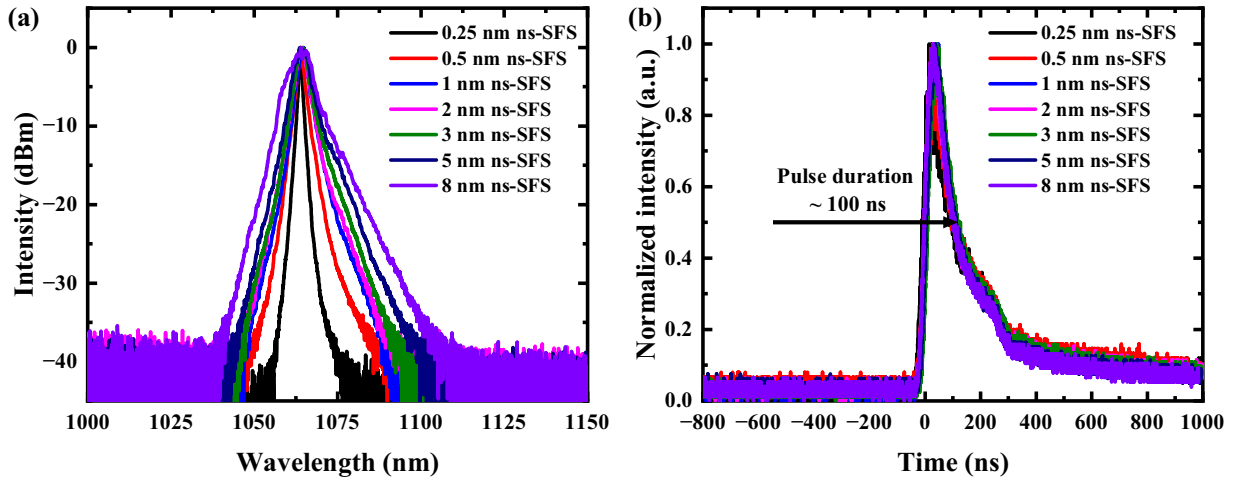 (a)
0.25 nm ns-SFS
0.5 nm ns-SFS
1 nm ns-SFS
2 nm ns-SFS
3 nm ns-SFS
5 nm ns-SFS
8 nm ns-SFS
Intensity (dBm)
0
−10
−20
−30
−40
1000
1025
1050
1075
1100
1125
1150
Wavelength (nm)
(b)
0.25 nm ns-SFS
0.5 nm ns-SFS
1 nm ns-SFS
2 nm ns-SFS
3 nm ns-SFS
5 nm ns-SFS
8 nm ns-SFS
Pulse duration
~ 100 ns
Normalized intensity (a.u.)
1.0
0.8
0.6
0.4
0.2
0.0
−800
−600
−400
−200
0
200
400
600
800
1000
Time (ns)